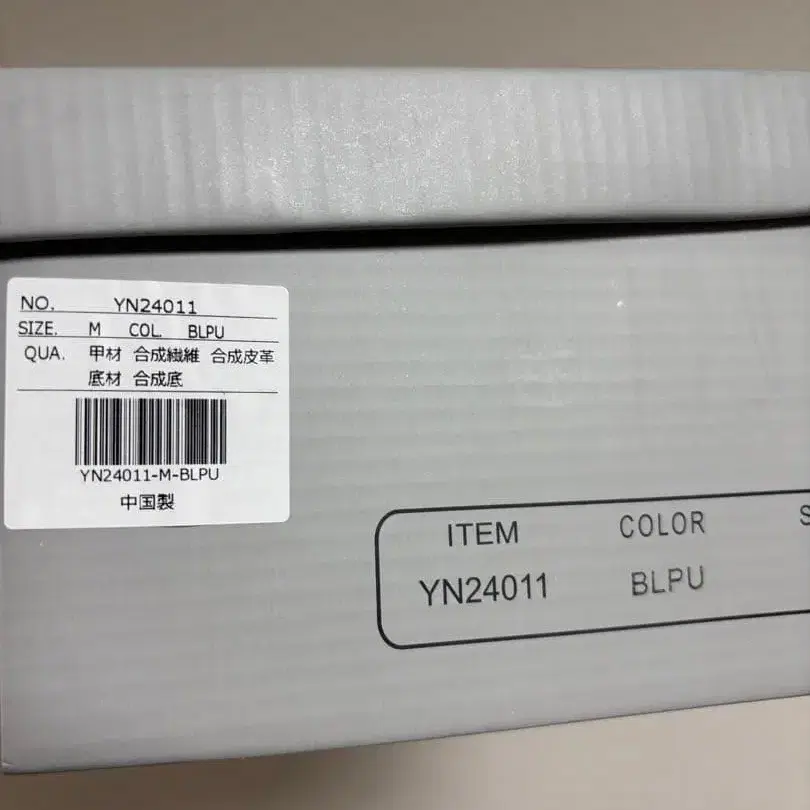 NO. YN24011
SIZE. M COL. BLPU
QUA. 甲材 合成繊維 合成皮革
底材 合成底
YN24011-M-BLPU
中国製
ITEM COLOR S
YN24011 BLPU